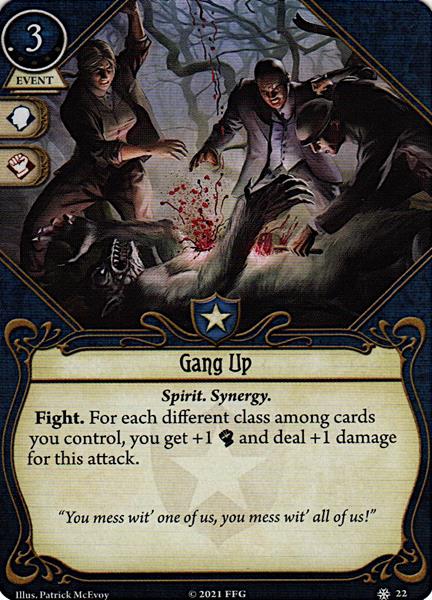 3
EVENT
Gang Up
Spirit. Synergy.
Fight. For each different class among cards
you control, you get +1 and deal +1 damage
for this attack.
“You mess wit’ one of us, you mess wit’ all of us!”
Illus. Patrick McEvoy © 2021 FFG 22